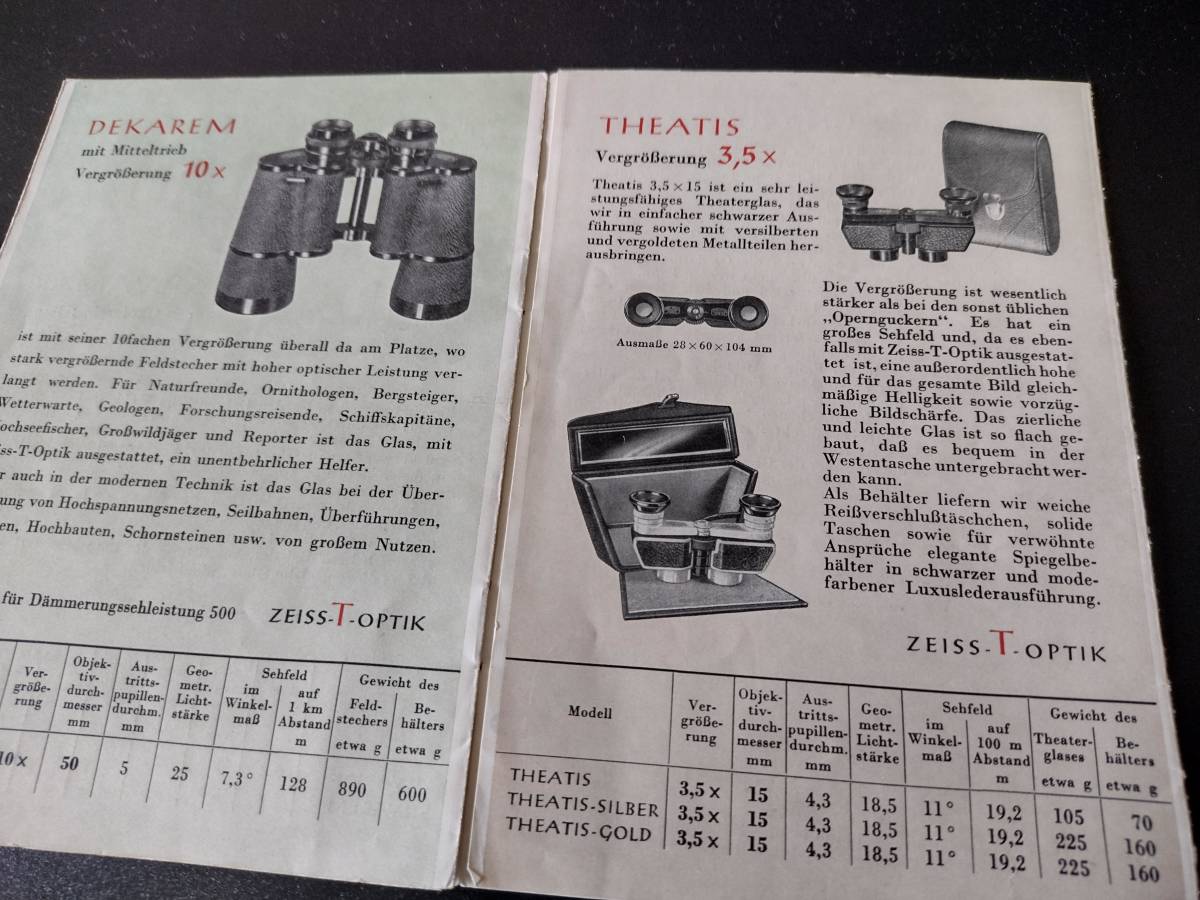 DEKAREM
mit Mitteltrieb
Vergrößerung 10 x
ist mit seiner 10fachen Vergrößerung überall da am Platze, wo
stark vergrößernde Feldstecher mit hoher optischer Leistung ver-
langt werden. Für Naturfreunde, Ornithologen, Bergsteiger,
Wetterwarte, Geologen, Forschungsreisende, Schiffskapitäne,
ochseefischer, Großwildjäger und Reporter ist das Glas, mit
iss-T-Optik ausgestattet, ein unentbehrlicher Helfer.
r auch in der modernen Technik ist das Glas bei der Über-
ung von Hochspannungsnetzen, Seilbahnen, Überführungen,
en, Hochbauten, Schornsteinen usw. von großem Nutzen.
für Dämmerungssehleistung 500
ZEISS-T-OPTIK
Ver-
größe-
rung
Objek-
tiv-
durch-
messer
mm
Aus-
tritts-
pupillen-
durchm.
mm
Geo-
metr.
Licht-
stärke
Sehfeld
im
Winkel-
maß
auf
1 km
Abstand
m
Gewicht des
Feld-
stechers
etwa g
Be-
hälters
etwa g
10 x 50 5 25 7,3° 128 890 600
THEATIS
Vergrößerung 3,5 x
Theatis 3,5 × 15 ist ein sehr lei-
stungsfähiges Theaterglas, das
wir in einfacher schwarzer Aus-
führung sowie mit versilberten
und vergoldeten Metallteilen her-
ausbringen.
Ausmaße 28 × 60 × 104 mm
Die Vergrößerung ist wesentlich
stärker als bei den sonst üblichen
„Opernguckern“. Es hat ein
großes Sehfeld und, da es eben-
falls mit Zeiss-T-Optik ausgestat-
tet ist, eine außerordentlich hohe
und für das gesamte Bild gleich-
mäßige Helligkeit sowie vorzüg-
liche Bildschärfe. Das zierliche
und leichte Glas ist so flach ge-
baut, daß es bequem in der
Westentasche untergebracht wer-
den kann.
Als Behälter liefern wir weiche
Reißverschlußtäschchen, solide
Taschen sowie für verwöhnte
Ansprüche elegante Spiegelbe-
hälter in schwarzer und mode-
farbener Luxuslederausführung.
ZEISS-T-OPTIK
Modell
Ver-
größe-
rung
Objek-
tiv-
durch-
messer
mm
Aus-
tritts-
pupillen-
durchm.
mm
Geo-
metr.
Licht-
stärke
Sehfeld
im
Winkel-
maß
auf
100 m
Abstand
m
Gewicht des
Theater-
glases
etwa g
Be-
hälters
etwa g
THEATIS 3,5 x 15 4,3 18,5 11° 19,2 105 70
THEATIS-SILBER 3,5 x 15 4,3 18,5 11° 19,2 225 160
THEATIS-GOLD 3,5 x 15 4,3 18,5 11° 19,2 225 160